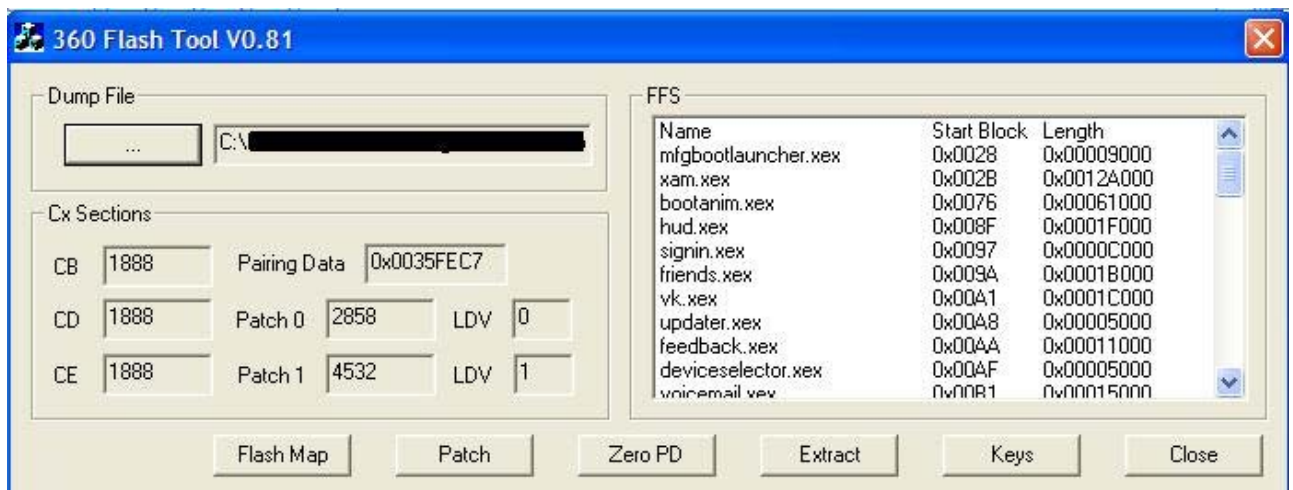 360 Flash Tool V0.81
Dump File
...
C:\
Cx Sections
CB 1888 Pairing Data 0x0035FEC7
CD 1888 Patch 0 2858 LDV 0
CE 1888 Patch 1 4532 LDV 1
FFS
Name Start Block Length
mfgbootlauncher.xex 0x0028 0x00009000
xam.xex 0x002B 0x0012A000
bootanim.xex 0x0076 0x00061000
hud.xex 0x008F 0x0001F000
signin.xex 0x0097 0x0000C000
friends.xex 0x009A 0x0001B000
vk.xex 0x00A1 0x0001C000
updater.xex 0x00A8 0x00005000
feedback.xex 0x00AA 0x00011000
deviceselector.xex 0x00AF 0x00005000
voicemail.xex 0x00B1 0x00015000
Flash Map Patch Zero PD Extract Keys Close